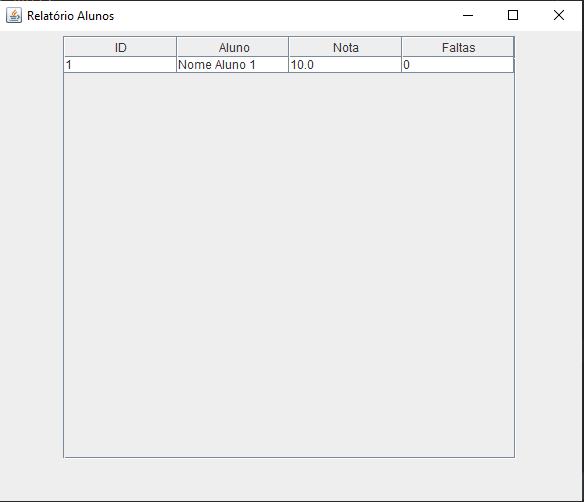 Relatório Alunos
ID Aluno Nota Faltas
1 Nome Aluno 1 10.0 0